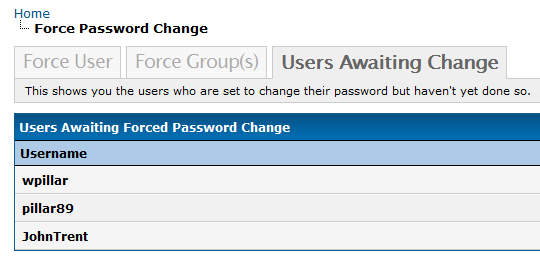 Home
Force Password Change
Force User
Force Group(s)
Users Awaiting Change
This shows you the users who are set to change their password but haven't yet done so.
Users Awaiting Forced Password Change
Username
wpillar
pillar89
JohnTrent